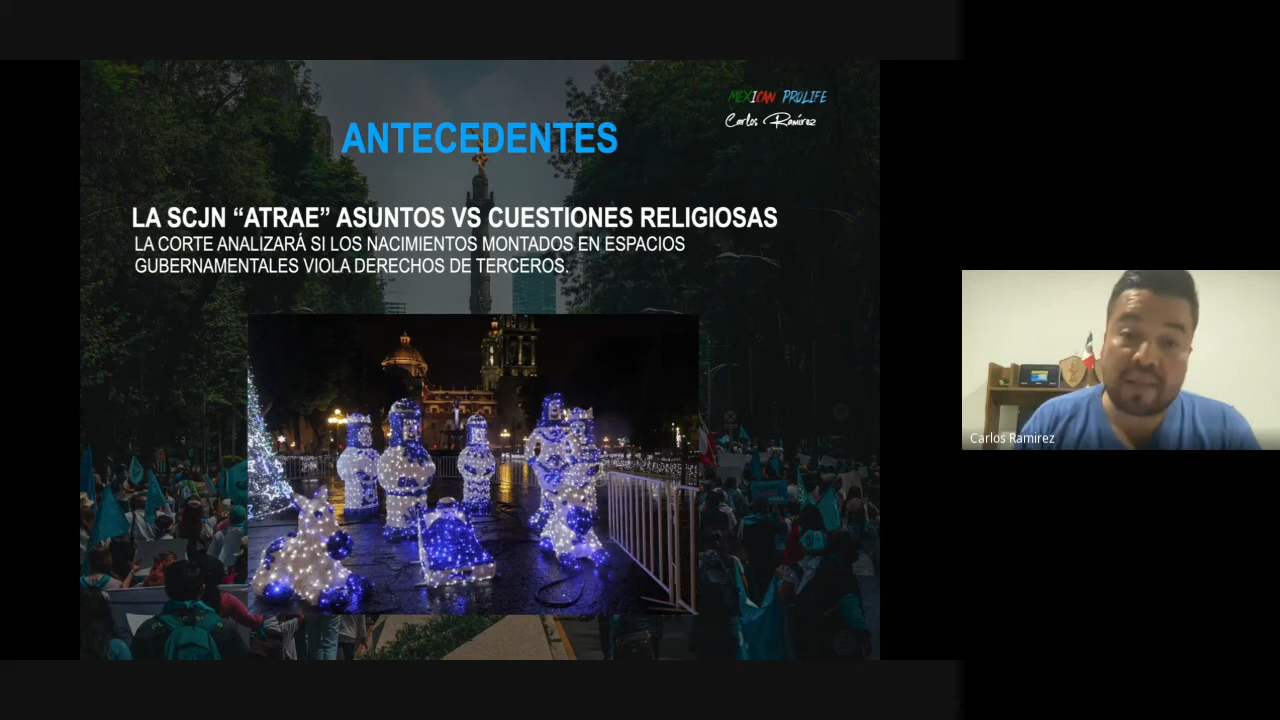 MEXICAN PROLIFE
Carlos Ramírez
ANTECEDENTES
LA SCJN “ATRAE” ASUNTOS VS CUESTIONES RELIGIOSAS
LA CORTE ANALIZARÁ SI LOS NACIMIENTOS MONTADOS EN ESPACIOS
GUBERNAMENTALES VIOLA DERECHOS DE TERCEROS.
Carlos Ramirez